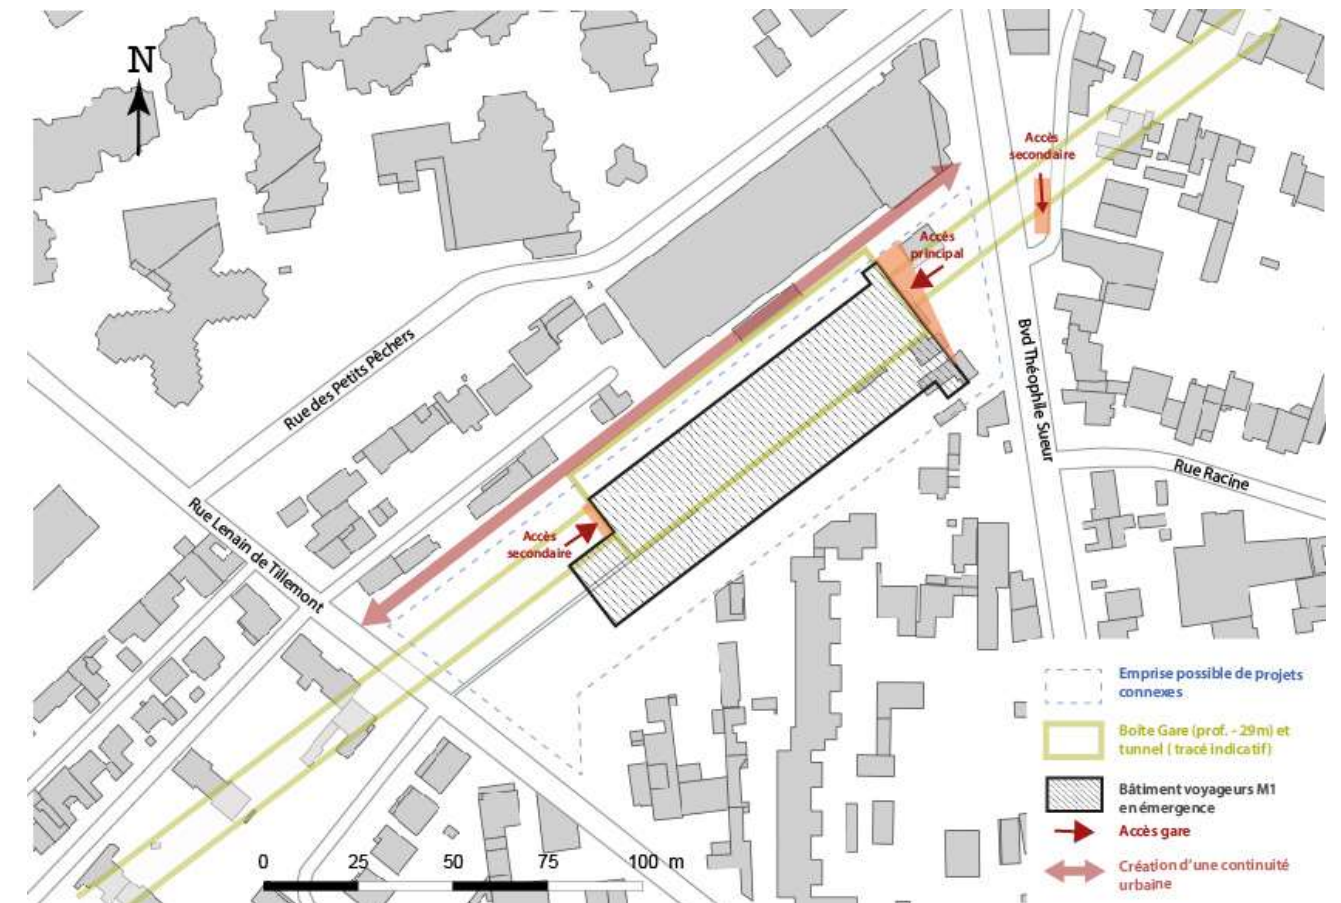 N
Accès
secondaire
Accès
principal
Rue des Petits Pêchers
Bvd Théophile Sueur
Rue Racine
Rue Lenain de Tillemont
Accès
secondaire
Emprise possible de projets
connexes
Boîte Gare (prof. - 29m) et
tunnel ( tracé indicatif)
Bâtiment voyageurs M1
en émergence
Accès gare
Création d'une continuité
urbaine
0 25 50 75 100 m